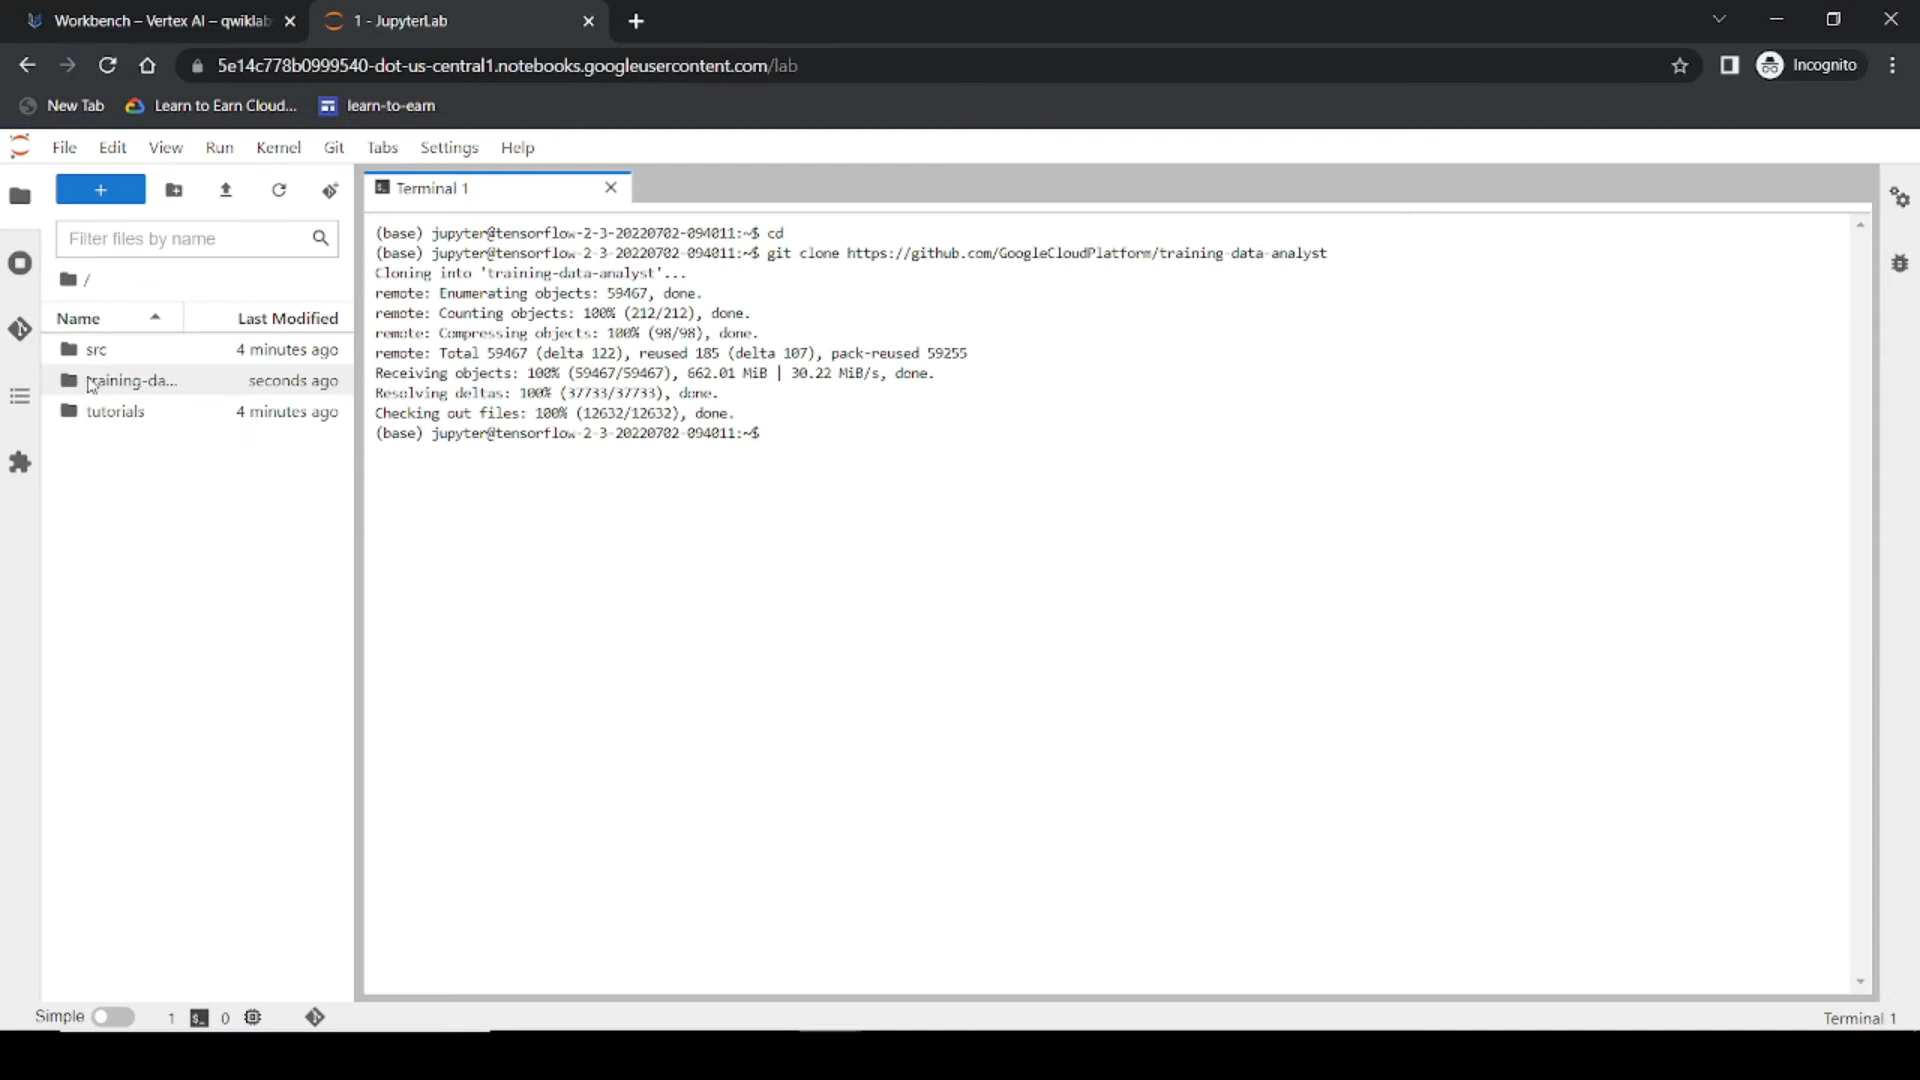 Workbench – Vertex AI – qwiklab
1 - JupyterLab
5e14c778b0999540-dot-us-central1.notebooks.googleusercontent.com/lab
Incognito
New Tab
Learn to Earn Cloud...
learn-to-earn
File Edit View Run Kernel Git Tabs Settings Help
Terminal 1
Filter files by name
/
Name
Last Modified
src 4 minutes ago
training-da... seconds ago
tutorials 4 minutes ago
(base) jupyter@tensorflow-2-3-20220702-094011:~$ cd
(base) jupyter@tensorflow-2-3-20220702-094011:~$ git clone https://github.com/GoogleCloudPlatform/training-data-analyst
Cloning into 'training-data-analyst'...
remote: Enumerating objects: 59467, done.
remote: Counting objects: 100% (212/212), done.
remote: Compressing objects: 100% (98/98), done.
remote: Total 59467 (delta 122), reused 185 (delta 107), pack-reused 59255
Receiving objects: 100% (59467/59467), 662.01 MiB | 30.22 MiB/s, done.
Resolving deltas: 100% (37733/37733), done.
Checking out files: 100% (12632/12632), done.
(base) jupyter@tensorflow-2-3-20220702-094011:~$
Simple 1 $_ 0
Terminal 1